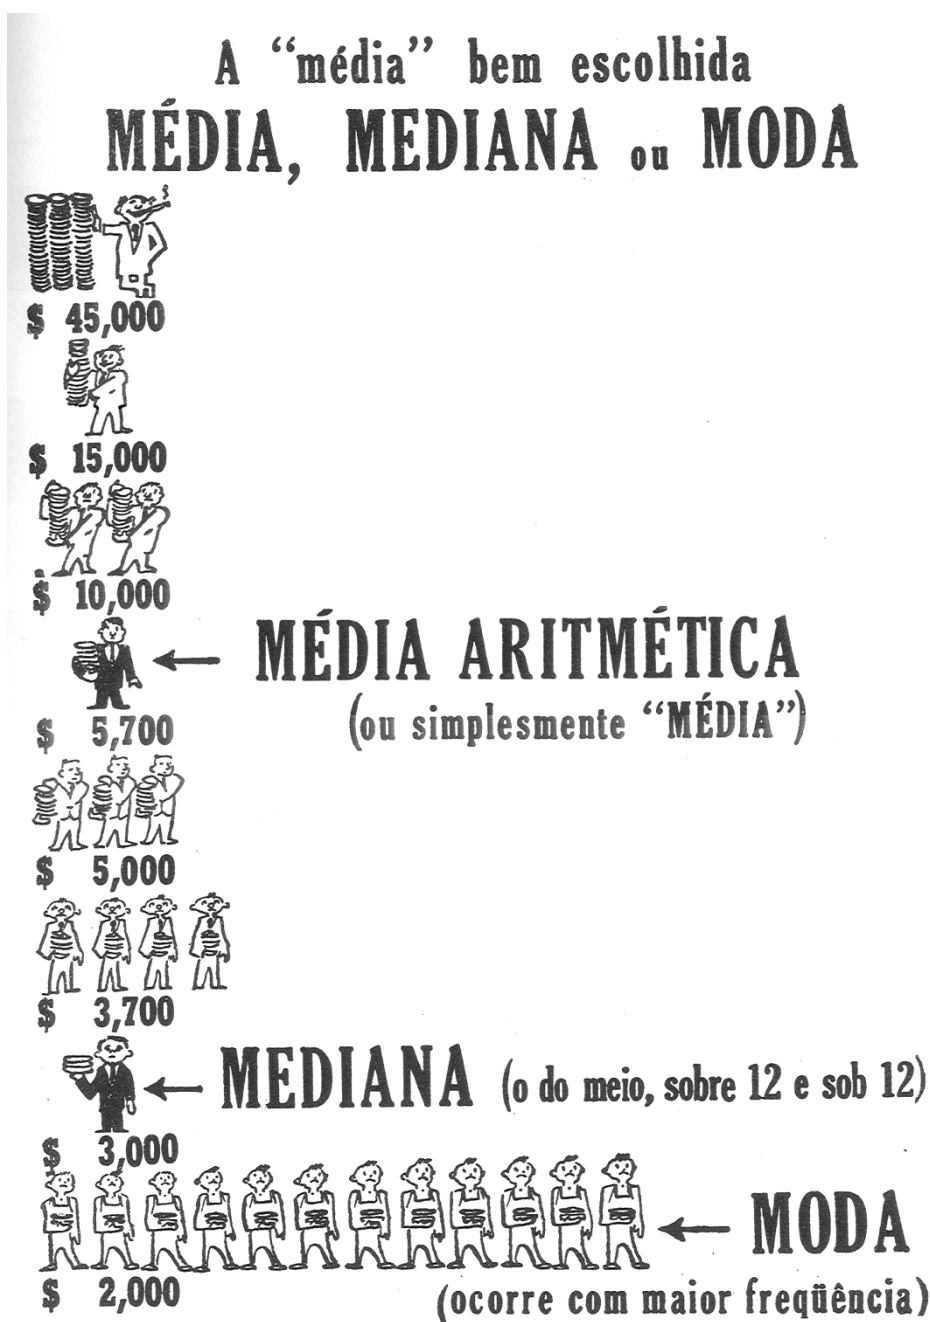 A “média” bem escolhida
MÉDIA, MEDIANA ou MODA
$ 45,000
$ 15,000
$ 10,000
MÉDIA ARITMÉTICA
(ou simplesmente “MÉDIA”)
$ 5,700
$ 5,000
$ 3,700
MEDIANA (o do meio, sobre 12 e sob 12)
$ 3,000
MODA
$ 2,000
(ocorre com maior freqüência)